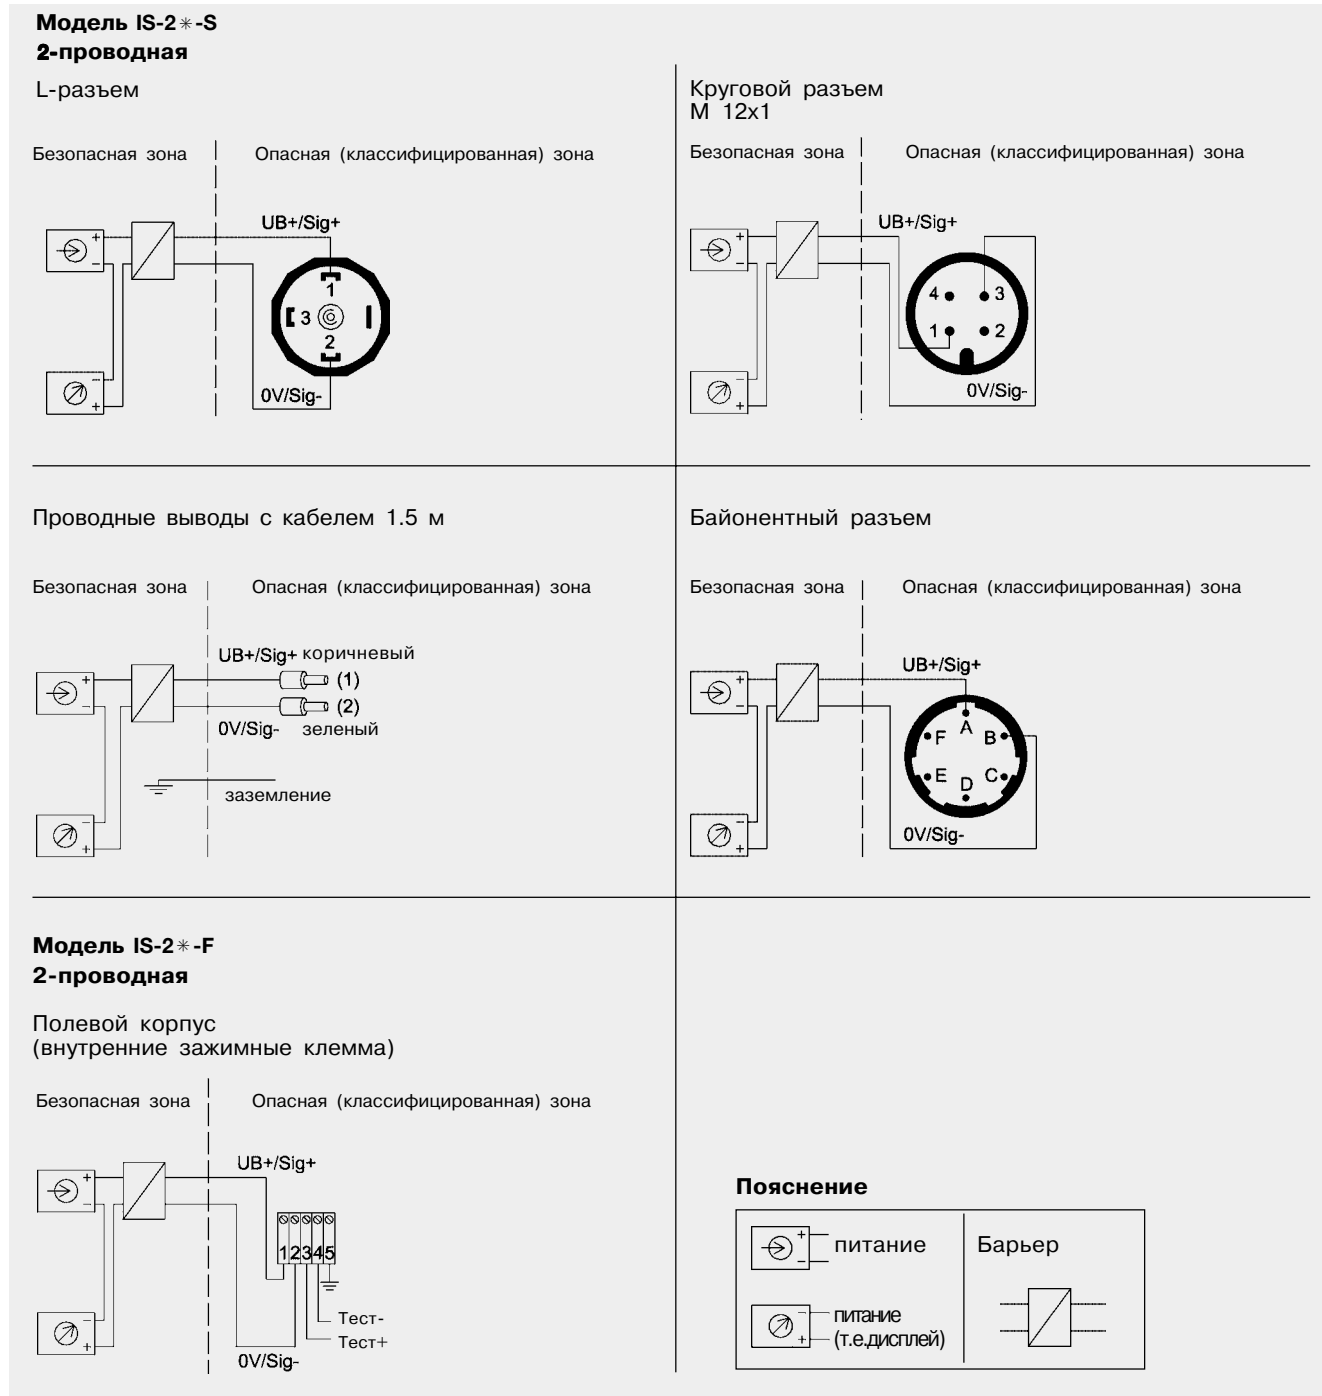 Модель IS-2✳-S
2-проводная
L-разъем
Безопасная зона
Опасная (классифицированная) зона
UB+/Sig+
+
−
1
3
2
−
+
0V/Sig-
Круговой разъем
М 12x1
Безопасная зона
Опасная (классифицированная) зона
UB+/Sig+
+
−
4
3
1
2
−
+
0V/Sig-
Проводные выводы с кабелем 1.5 м
Безопасная зона
Опасная (классифицированная) зона
UB+/Sig+ коричневый
+
−
(1)
(2)
0V/Sig- зеленый
заземление
−
+
Байонентный разъем
Безопасная зона
Опасная (классифицированная) зона
UB+/Sig+
+
−
A
F
B
E
C
D
−
+
0V/Sig-
Модель IS-2✳-F
2-проводная
Полевой корпус
(внутренние зажимные клемма)
Безопасная зона
Опасная (классифицированная) зона
UB+/Sig+
+
−
12345
−
+
Тест-
Тест+
0V/Sig-
Пояснение
+
−
питание
Барьер
−
+
питание
(т.е.дисплей)